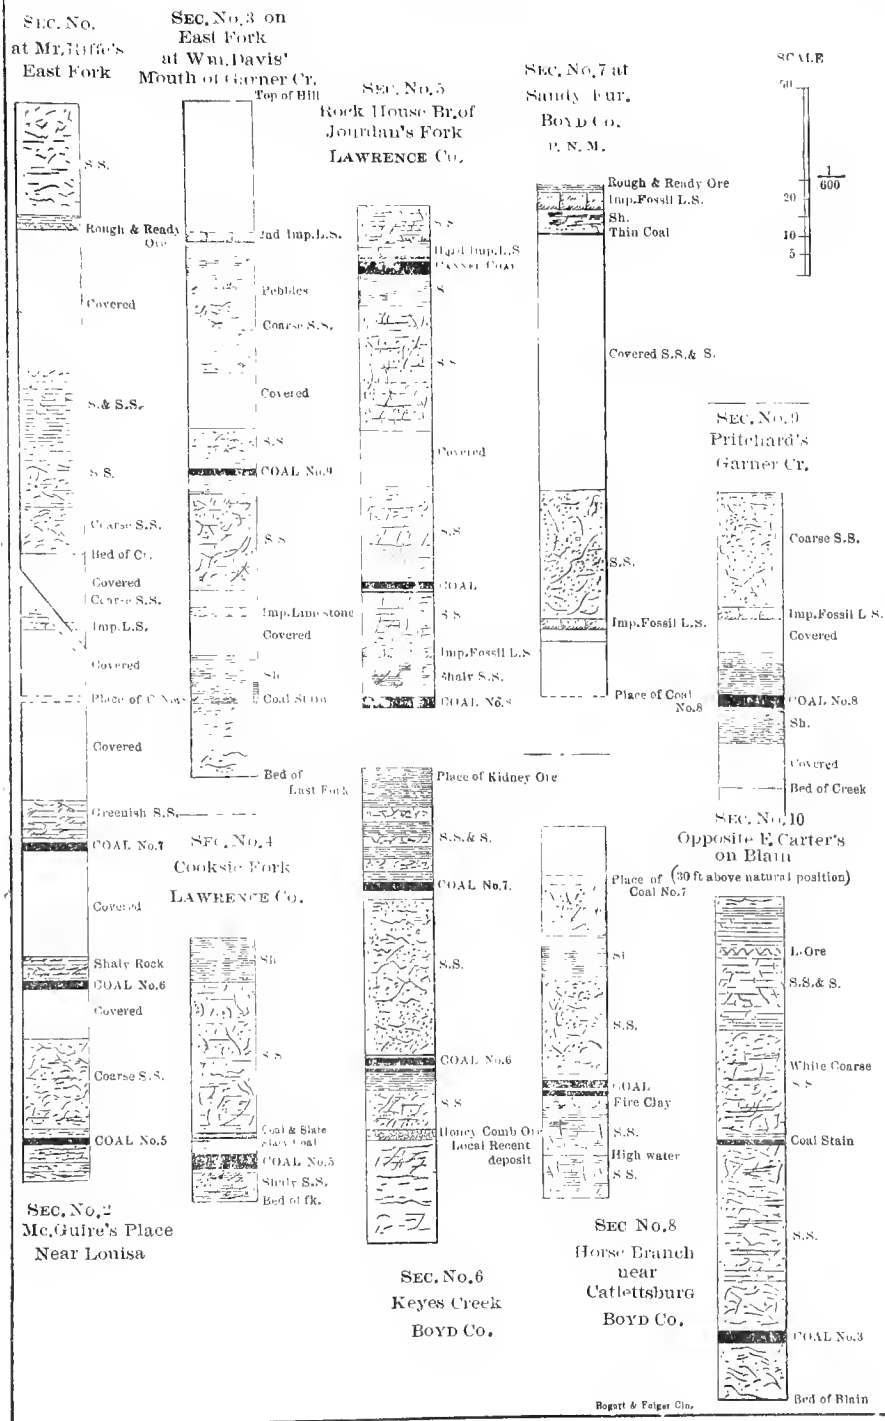 SEC. No.
at Mr. Riffe's
East Fork
S.S.
Rough & Ready
Ore
Covered
S.& S.S.
S.S.
Coarse S.S.
Bed of Cr.
Covered
Coarse S.S.
Imp.L.S.
Covered
Place of C
Covered
Greenish S.S.
COAL No.7
Covered
Shaly Rock
COAL No.6
Covered
Coarse S.S.
COAL No.5
SEC. No. 2
Mc.Guire's Place
Near Louisa
SEC. No. 3 on
East Fork
at Wm. Davis'
Mouth of Garner Cr.
Top of Hill
2nd Imp.L.S.
Pebbles
Coarse S.S.
Covered
S.S
COAL No.9
S.S
Imp.Limestone
Covered
Sh
Coal Stain
Bed of
East Fork
SEC. No. 4
Cooksie Fork
LAWRENCE Co.
Sh
S.S
Coal & Slate
Coal
COAL No.5
Shaly S.S.
Bed of fk.
SEC. No. 5
Rock House Br. of
Jourdan's Fork
LAWRENCE Co.
S.S
Hard Imp.L.S
CANNEL COAL
S
S.S
Covered
S.S
COAL
S.S
Imp.Fossil L.S
Shaly S.S.
COAL No.8
Place of Kidney Ore
S.S.& S.
COAL No.7.
S.S.
COAL No.6
S.S
Honey Comb Ore
Local Recent
deposit
SEC. No. 6
Keyes Creek
BOYD Co.
SEC. No. 7 at
Sandy Fur.
BOYD Co.
P. N. M.
Rough & Ready Ore
Imp.Fossil L.S.
Sh.
Thin Coal
Covered S.S.& S.
S.S.
Imp.Fossil L.S.
Place of Coal
No.8
Place of (30 ft above natural position)
Coal No.7
S.S.
COAL
Fire Clay
S.S.
High water
S S.
SEC No. 8
Horse Branch
near
Catlettsburg
BOYD Co.
SCALE
50
1
600
20
10
5
SEC. No. 9
Pritchard's
Garner Cr.
Coarse S.S.
Imp.Fossil L S.
Covered
COAL No.8
Sh.
Covered
Bed of Creek
SEC. No. 10
Opposite E. Carter's
on Blain
L.Ore
S.S.& S.
White Coarse
S S
Coal Stain
S.S.
COAL No.3
Bed of Blain
Bogart & Folger Cin.